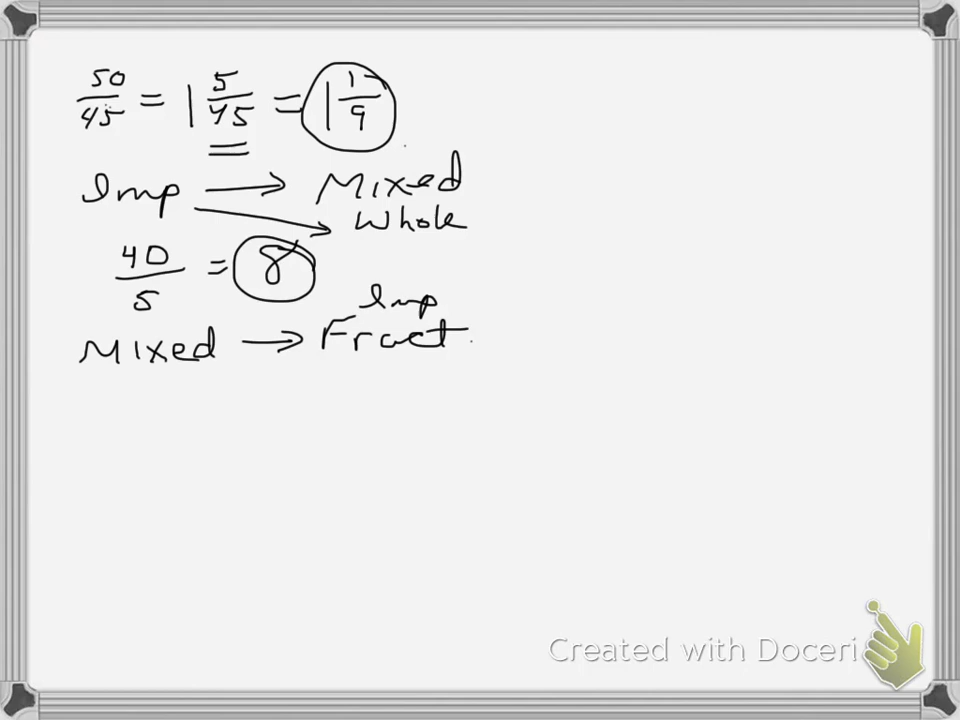 50/45 = 1 5/45 = 1 1/9
Imp → Mixed
Whole
40/5 = 8
Imp
Mixed → Fract.
Created with Doceri